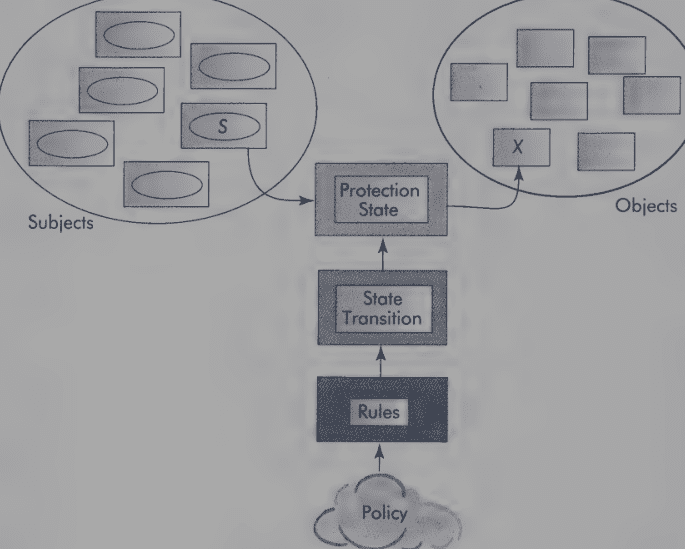 S
X
Protection
State
Subjects
Objects
State
Transition
Rules
Policy